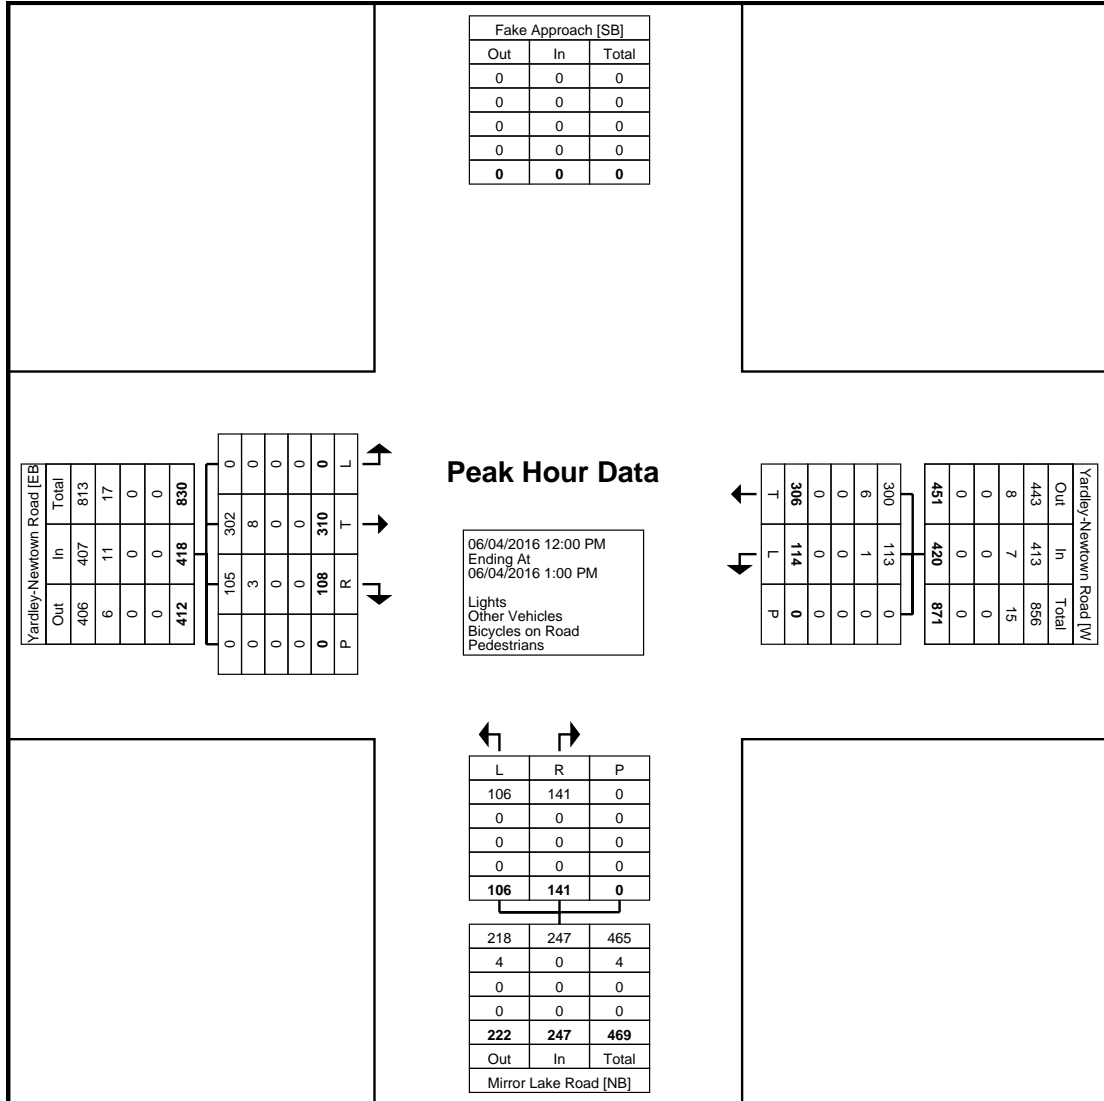 Fake Approach [SB]
Out In Total
0 0 0
0 0 0
0 0 0
0 0 0
0 0 0
Yardley-Newtown Road [EB
Total 813 17 0 0 830
In 407 11 0 0 418
Out 406 6 0 0 412
0 0 0 0 0 L
302 8 0 0 310 T
105 3 0 0 108 R
0 0 0 0 0 P
Peak Hour Data
06/04/2016 12:00 PM
Ending At
06/04/2016 1:00 PM
Lights
Other Vehicles
Bicycles on Road
Pedestrians
T 306 0 0 6 300
L 114 0 0 1 113
P 0 0 0 0 0
Yardley-Newtown Road [W
451 0 0 8 443 Out
420 0 0 7 413 In
871 0 0 15 856 Total
L R P
106 141 0
0 0 0
0 0 0
0 0 0
106 141 0
218 247 465
4 0 4
0 0 0
0 0 0
222 247 469
Out In Total
Mirror Lake Road [NB]